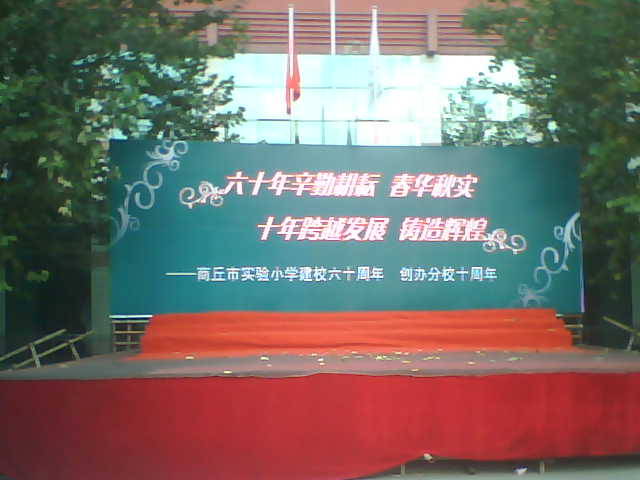 六十年辛勤耕耘 春华秋实
十年跨越发展 铸造辉煌
——商丘市实验小学建校六十周年 创办分校十周年